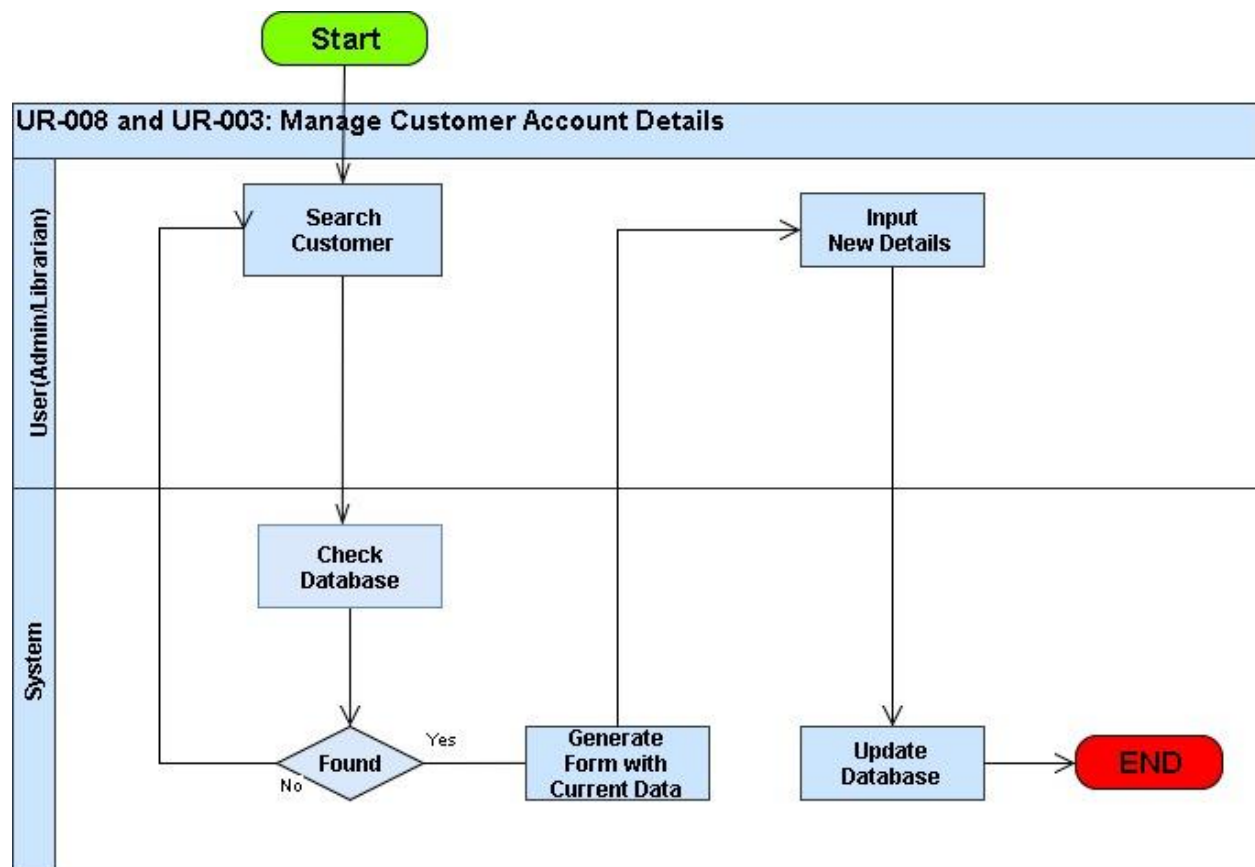 Start
UR-008 and UR-003: Manage Customer Account Details
User(Admin/Librarian)
Search
Customer
Input
New Details
System
Check
Database
Found
Yes
No
Generate
Form with
Current Data
Update
Database
END